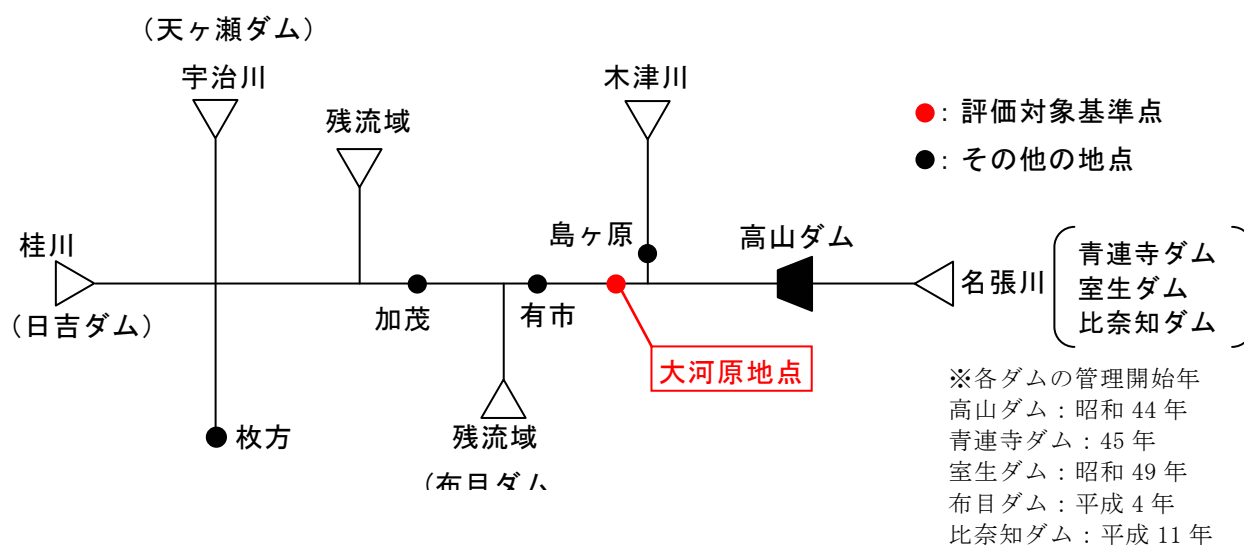 (天ヶ瀬ダム)
宇治川
木津川
残流域
●: 評価対象基準点
●: その他の地点
桂川
島ヶ原
高山ダム
青連寺ダム
名張川
室生ダム
(日吉ダム)
加茂
有市
比奈知ダム
大河原地点
※各ダムの管理開始年
高山ダム:昭和 44 年
枚方
残流域
青連寺ダム:45 年
(布目ダム
室生ダム:昭和 49 年
布目ダム:平成 4 年
比奈知ダム:平成 11 年